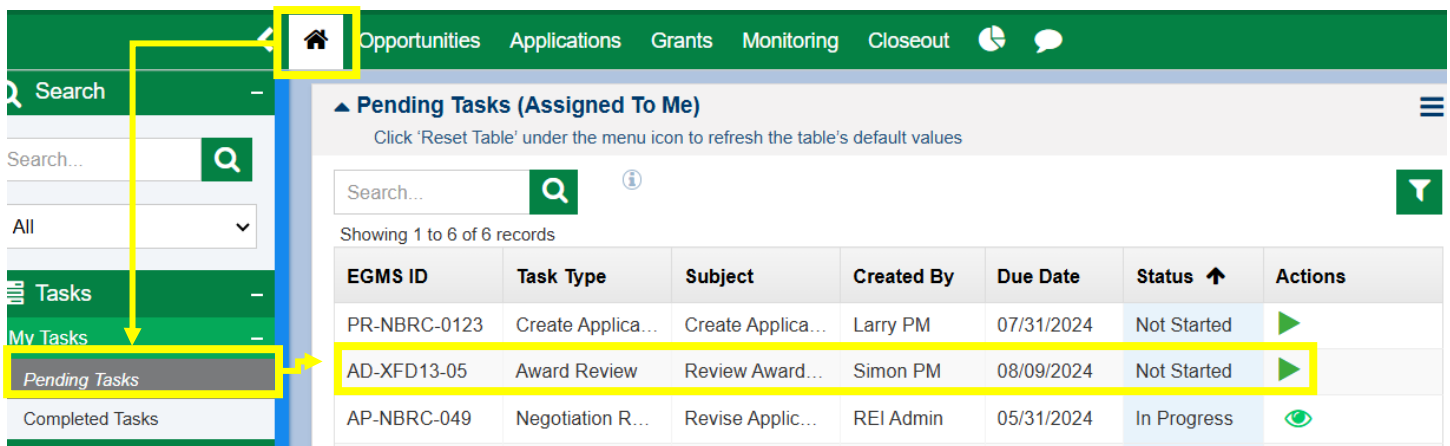 Opportunities Applications Grants Monitoring Closeout
Search –
Search...
All
Tasks –
My Tasks –
Pending Tasks
Completed Tasks
Pending Tasks (Assigned To Me)
Click ‘Reset Table’ under the menu icon to refresh the table’s default values
Search...
Showing 1 to 6 of 6 records
EGMS ID Task Type Subject Created By Due Date Status Actions
PR-NBRC-0123 Create Applica... Create Applica... Larry PM 07/31/2024 Not Started
AD-XFD13-05 Award Review Review Award... Simon PM 08/09/2024 Not Started
AP-NBRC-049 Negotiation R... Revise Applic... REI Admin 05/31/2024 In Progress